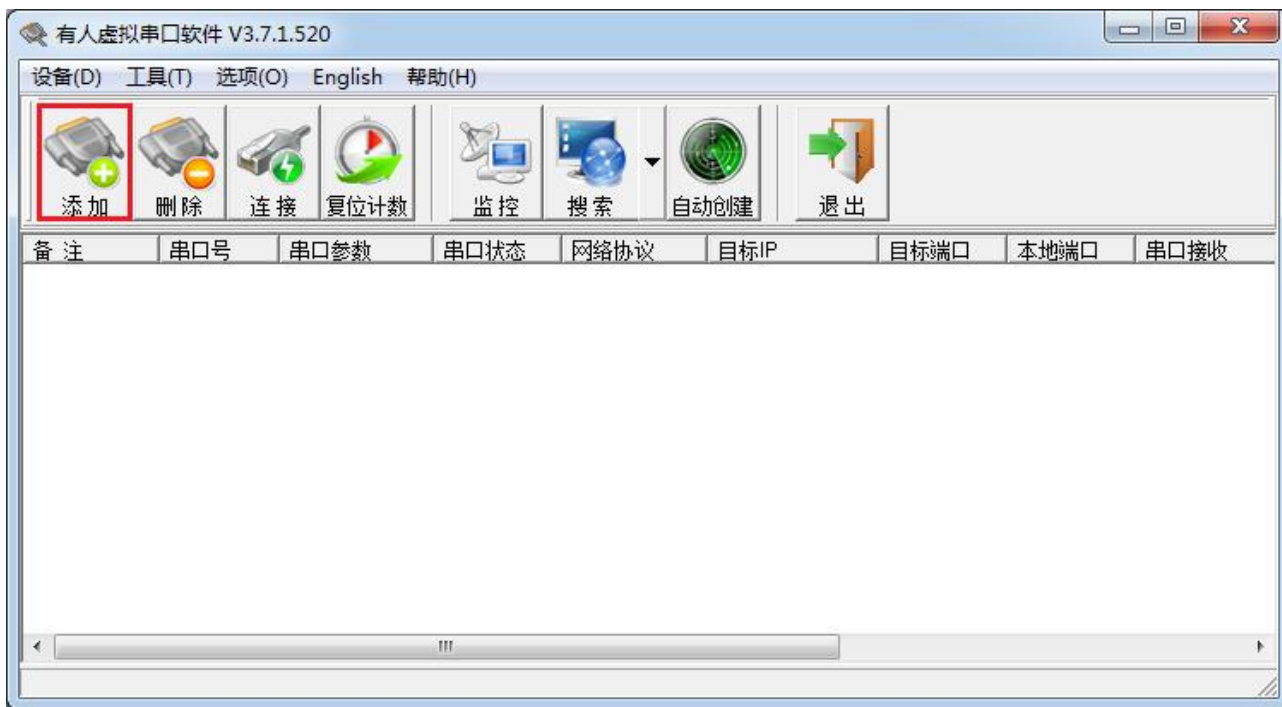 有人虚拟串口软件 V3.7.1.520
设备(D) 工具(T) 选项(O) English 帮助(H)
添加 删除 连接 复位计数 监控 搜索 自动创建 退出
备注 串口号 串口参数 串口状态 网络协议 目标IP 目标端口 本地端口 串口接收